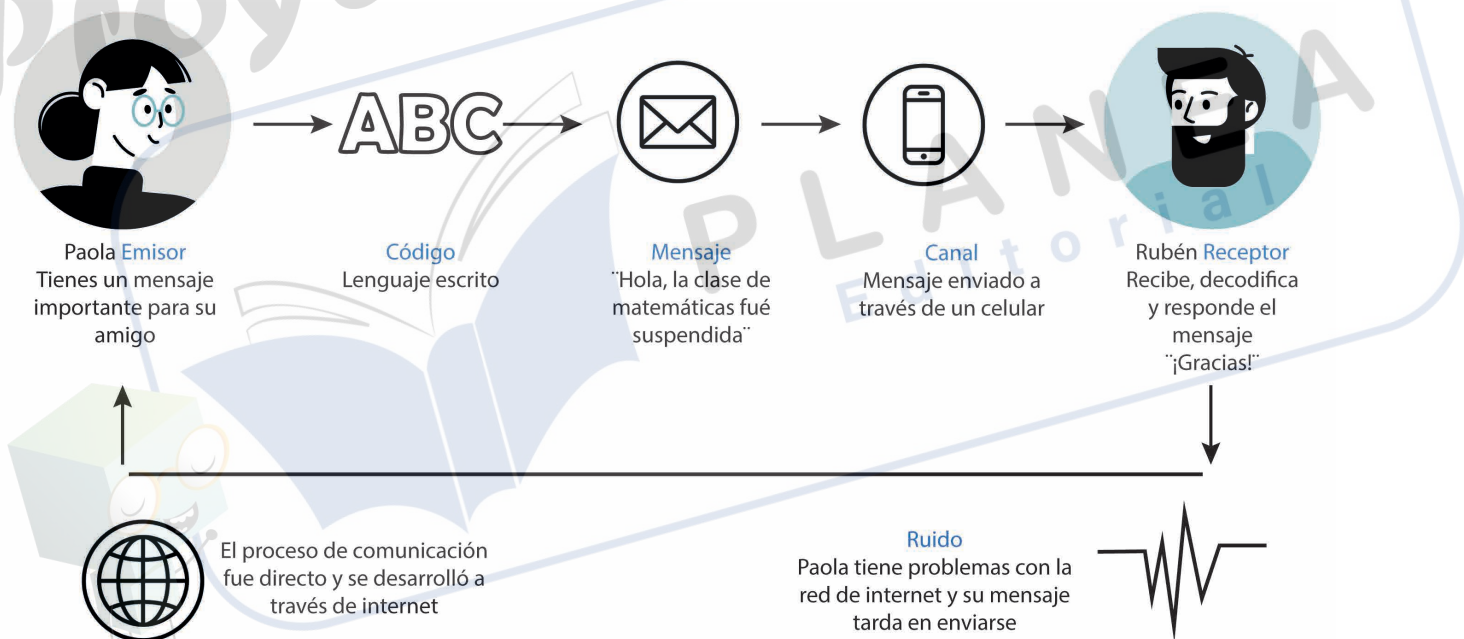 Proye
PLANEA
Editorial
ABC
Paola Emisor
Tienes un mensaje
importante para su
amigo
Código
Lenguaje escrito
Mensaje
¨Hola, la clase de
matemáticas fué
suspendida¨
Canal
Mensaje enviado a
través de un celular
Rubén Receptor
Recibe, decodifica
y responde el
mensaje
¨¡Gracias!¨
El proceso de comunicación
fue directo y se desarrolló a
través de internet
Ruido
Paola tiene problemas con la
red de internet y su mensaje
tarda en enviarse